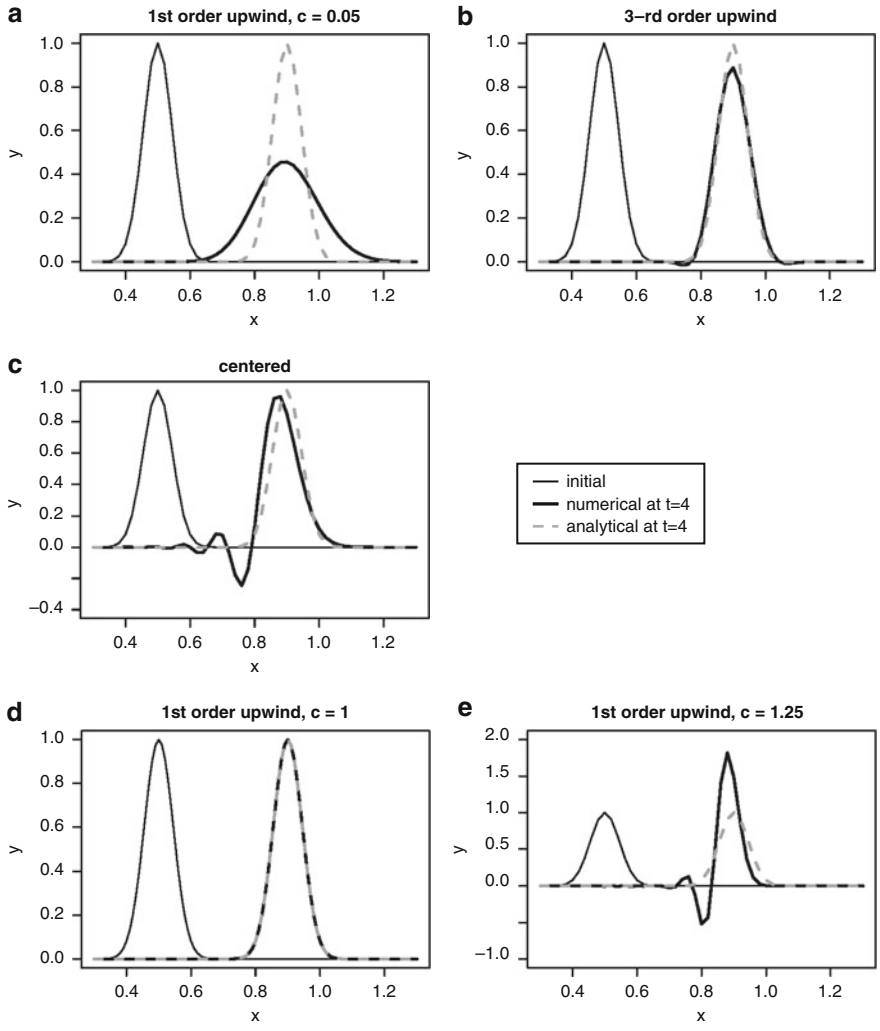 a
1st order upwind, c = 0.05
1.0
0.8
0.6
0.4
0.2
0.0
y
0.4 0.6 0.8 1.0 1.2
x
b
3–rd order upwind
1.0
0.8
0.6
0.4
0.2
0.0
y
0.4 0.6 0.8 1.0 1.2
x
c
centered
1.0
0.8
0.6
0.4
0.2
0.0
–0.4
y
0.4 0.6 0.8 1.0 1.2
x
initial
numerical at t=4
analytical at t=4
d
1st order upwind, c = 1
1.0
0.8
0.6
0.4
0.2
0.0
y
0.4 0.6 0.8 1.0 1.2
x
e
1st order upwind, c = 1.25
2.0
1.5
1.0
0.0
–1.0
y
0.4 0.6 0.8 1.0 1.2
x